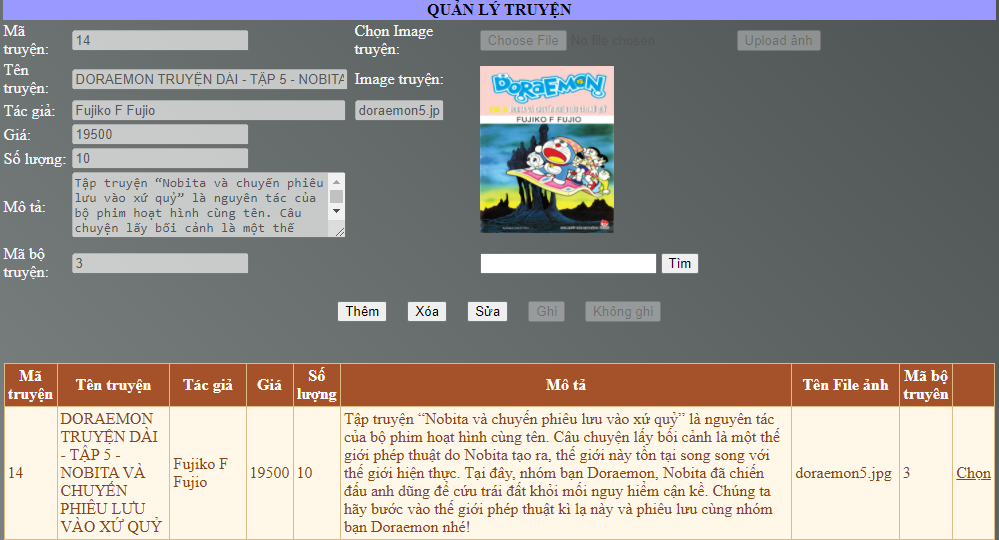 QUẢN LÝ TRUYỆN
Mã truyện:
14
Chọn Image truyện:
Choose File No file chosen
Upload ảnh
Tên truyện:
DORAEMON TRUYỆN DÀI - TẬP 5 - NOBITA
Image truyện:
DORAEMON
FUJIKO F FUJIO
Tác giả:
Fujiko F Fujio
doraemon5.jp
Giá:
19500
Số lượng:
10
Mô tả:
Tập truyện “Nobita và chuyến phiêu
lưu vào xứ quỷ” là nguyên tác của
bộ phim hoạt hình cùng tên. Câu
chuyện lấy bối cảnh là một thế
Mã bộ truyện:
3
Tìm
Thêm
Xóa
Sửa
Ghi
Không ghi
Mã truyện
Tên truyện
Tác giả
Giá
Số lượng
Mô tả
Tên File ảnh
Mã bộ truyên
14
DORAEMON
TRUYỆN DÀI
- TẬP 5 -
NOBITA VÀ
CHUYẾN
PHIÊU LƯU
VÀO XỨ QUỶ
Fujiko F
Fujio
19500
10
Tập truyện “Nobita và chuyến phiêu lưu vào xứ quỷ” là nguyên tác
của bộ phim hoạt hình cùng tên. Câu chuyện lấy bối cảnh là một thế
giới phép thuật do Nobita tạo ra, thế giới này tồn tại song song với
thế giới hiện thực. Tại đây, nhóm bạn Doraemon, Nobita đã chiến
đấu anh dũng để cứu trái đất khỏi mối nguy hiểm cận kề. Chúng ta
hãy bước vào thế giới phép thuật kì lạ này và phiêu lưu cùng nhóm
bạn Doraemon nhé!
doraemon5.jpg
3
Chọn